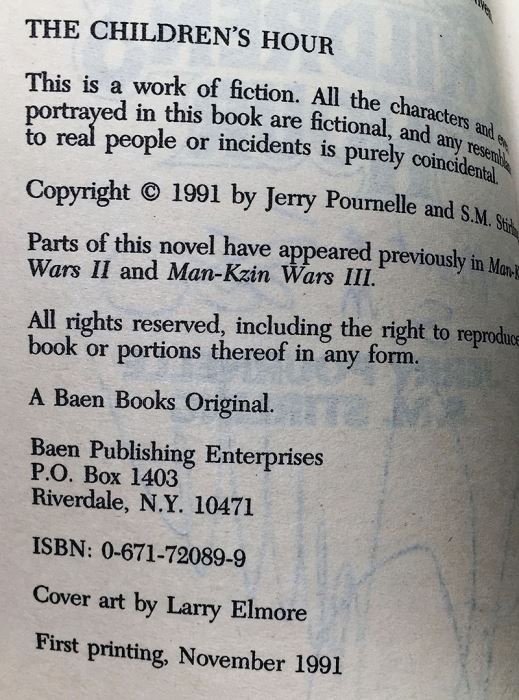 THE CHILDREN'S HOUR
This is a work of fiction. All the characters and
portrayed in this book are fictional, and any
to real people or incidents is purely coincidental.
Copyright © 1991 by Jerry Pournelle and S.M.
Parts of this novel have appeared previously in
Wars II and Man-Kzin Wars III.
All rights reserved, including the right to reproduce
book or portions thereof in any form.
A Baen Books Original.
Baen Publishing Enterprises
P.O. Box 1403
Riverdale, N.Y. 10471
ISBN: 0-671-72089-9
Cover art by Larry Elmore
First printing, November 1991